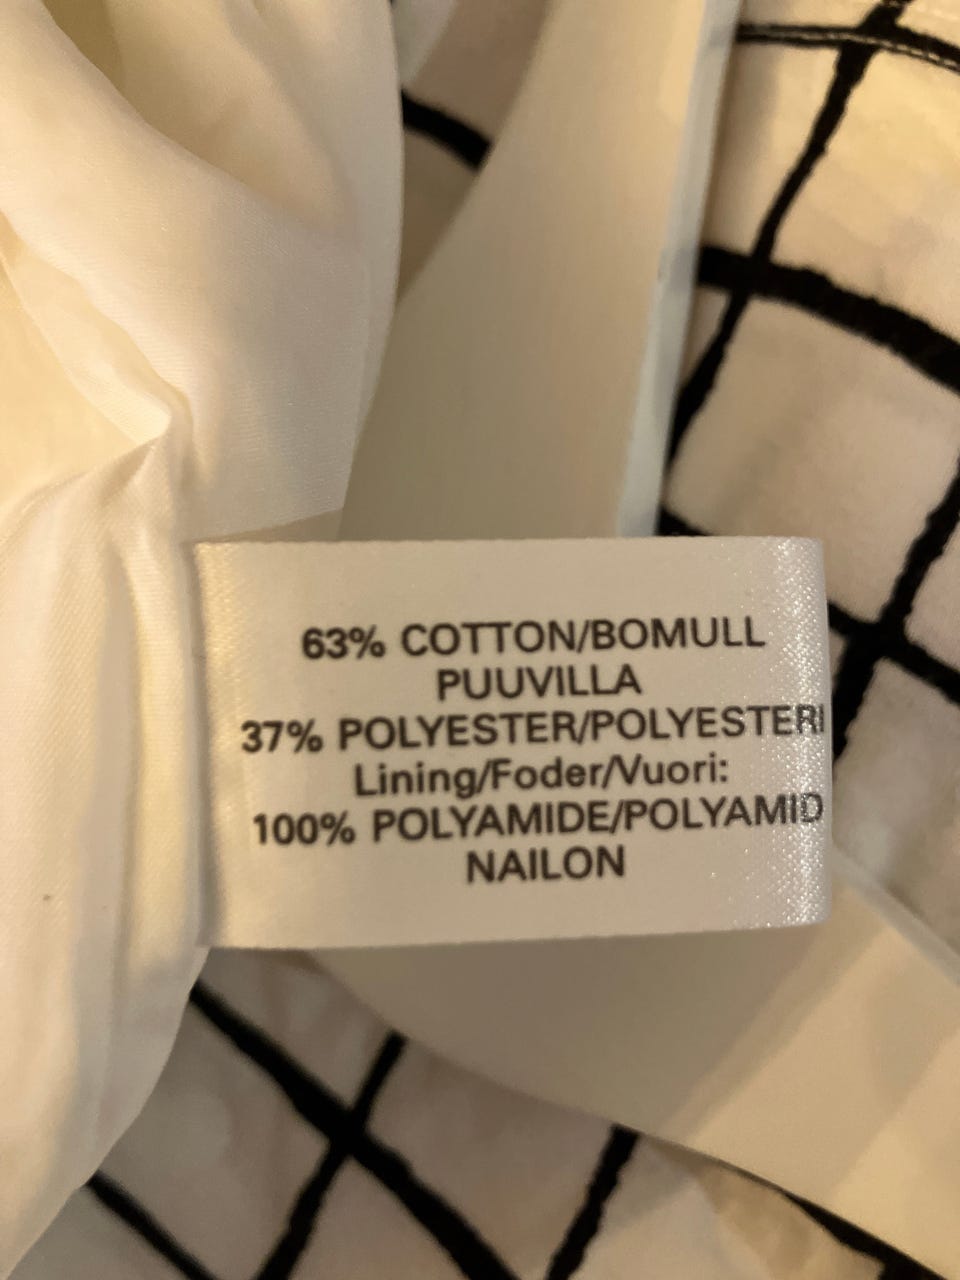 63% COTTON/BOMULL
PUUVILLA
37% POLYESTER/POLYESTERI
Lining/Foder/Vuori:
100% POLYAMIDE/POLYAMID
NAILON